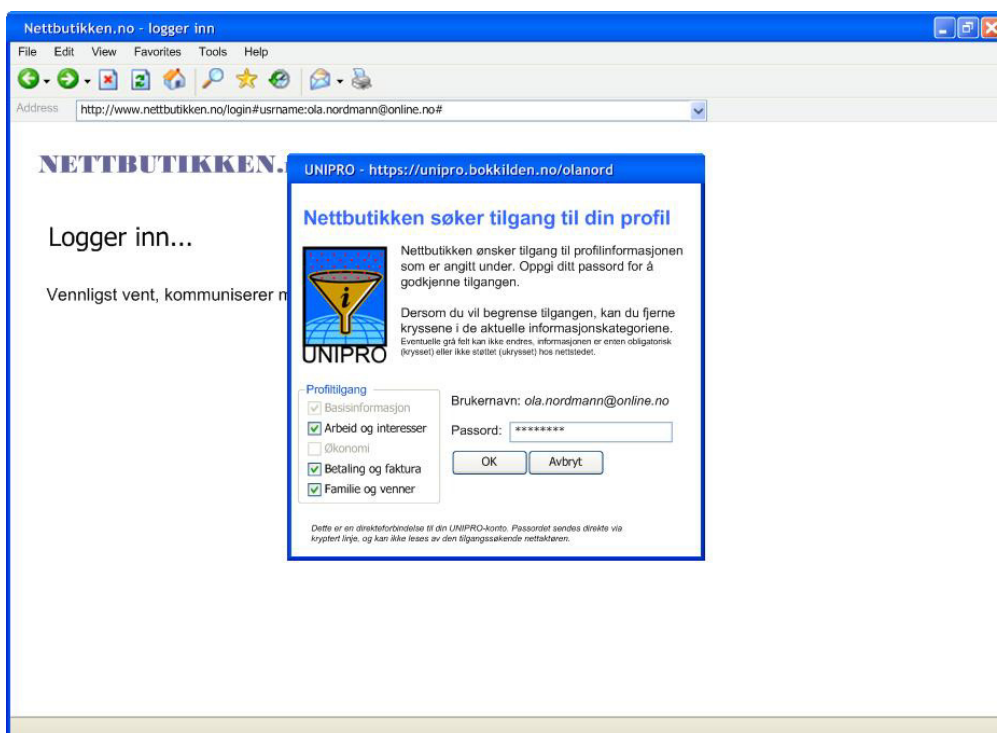 Nettbutikken.no - logger inn
File Edit View Favorites Tools Help
Address http://www.nettbutikken.no/login#usrname:ola.nordmann@online.no#
NETTBUTIKKEN.
Logger inn...
Vennligst vent, kommuniserer
UNIPRO - https://unipro.bokkilden.no/olanord
Nettbutikken søker tilgang til din profil
Nettbutikken ønsker tilgang til profilinformasjonen
som er angitt under. Oppgi ditt passord for å
godkjenne tilgangen.
Dersom du vil begrense tilgangen, kan du fjerne
kryssene i de aktuelle informasjonskategoriene.
Eventuelle grå felt kan ikke endres, informasjonen er enten obligatorisk
(krysset) eller ikke støttet (ukrysset) hos nettstedet.
i
UNIPRO
Profiltilgang
Basisinformasjon
Arbeid og interesser
Økonomi
Betaling og faktura
Familie og venner
Brukernavn: ola.nordmann@online.no
Passord: ********
OK Avbryt
Dette er en direkteforbindelse til din UNIPRO-konto. Passordet sendes direkte via
kryptert linje, og kan ikke leses av den tilgangssøkende nettaktøren.